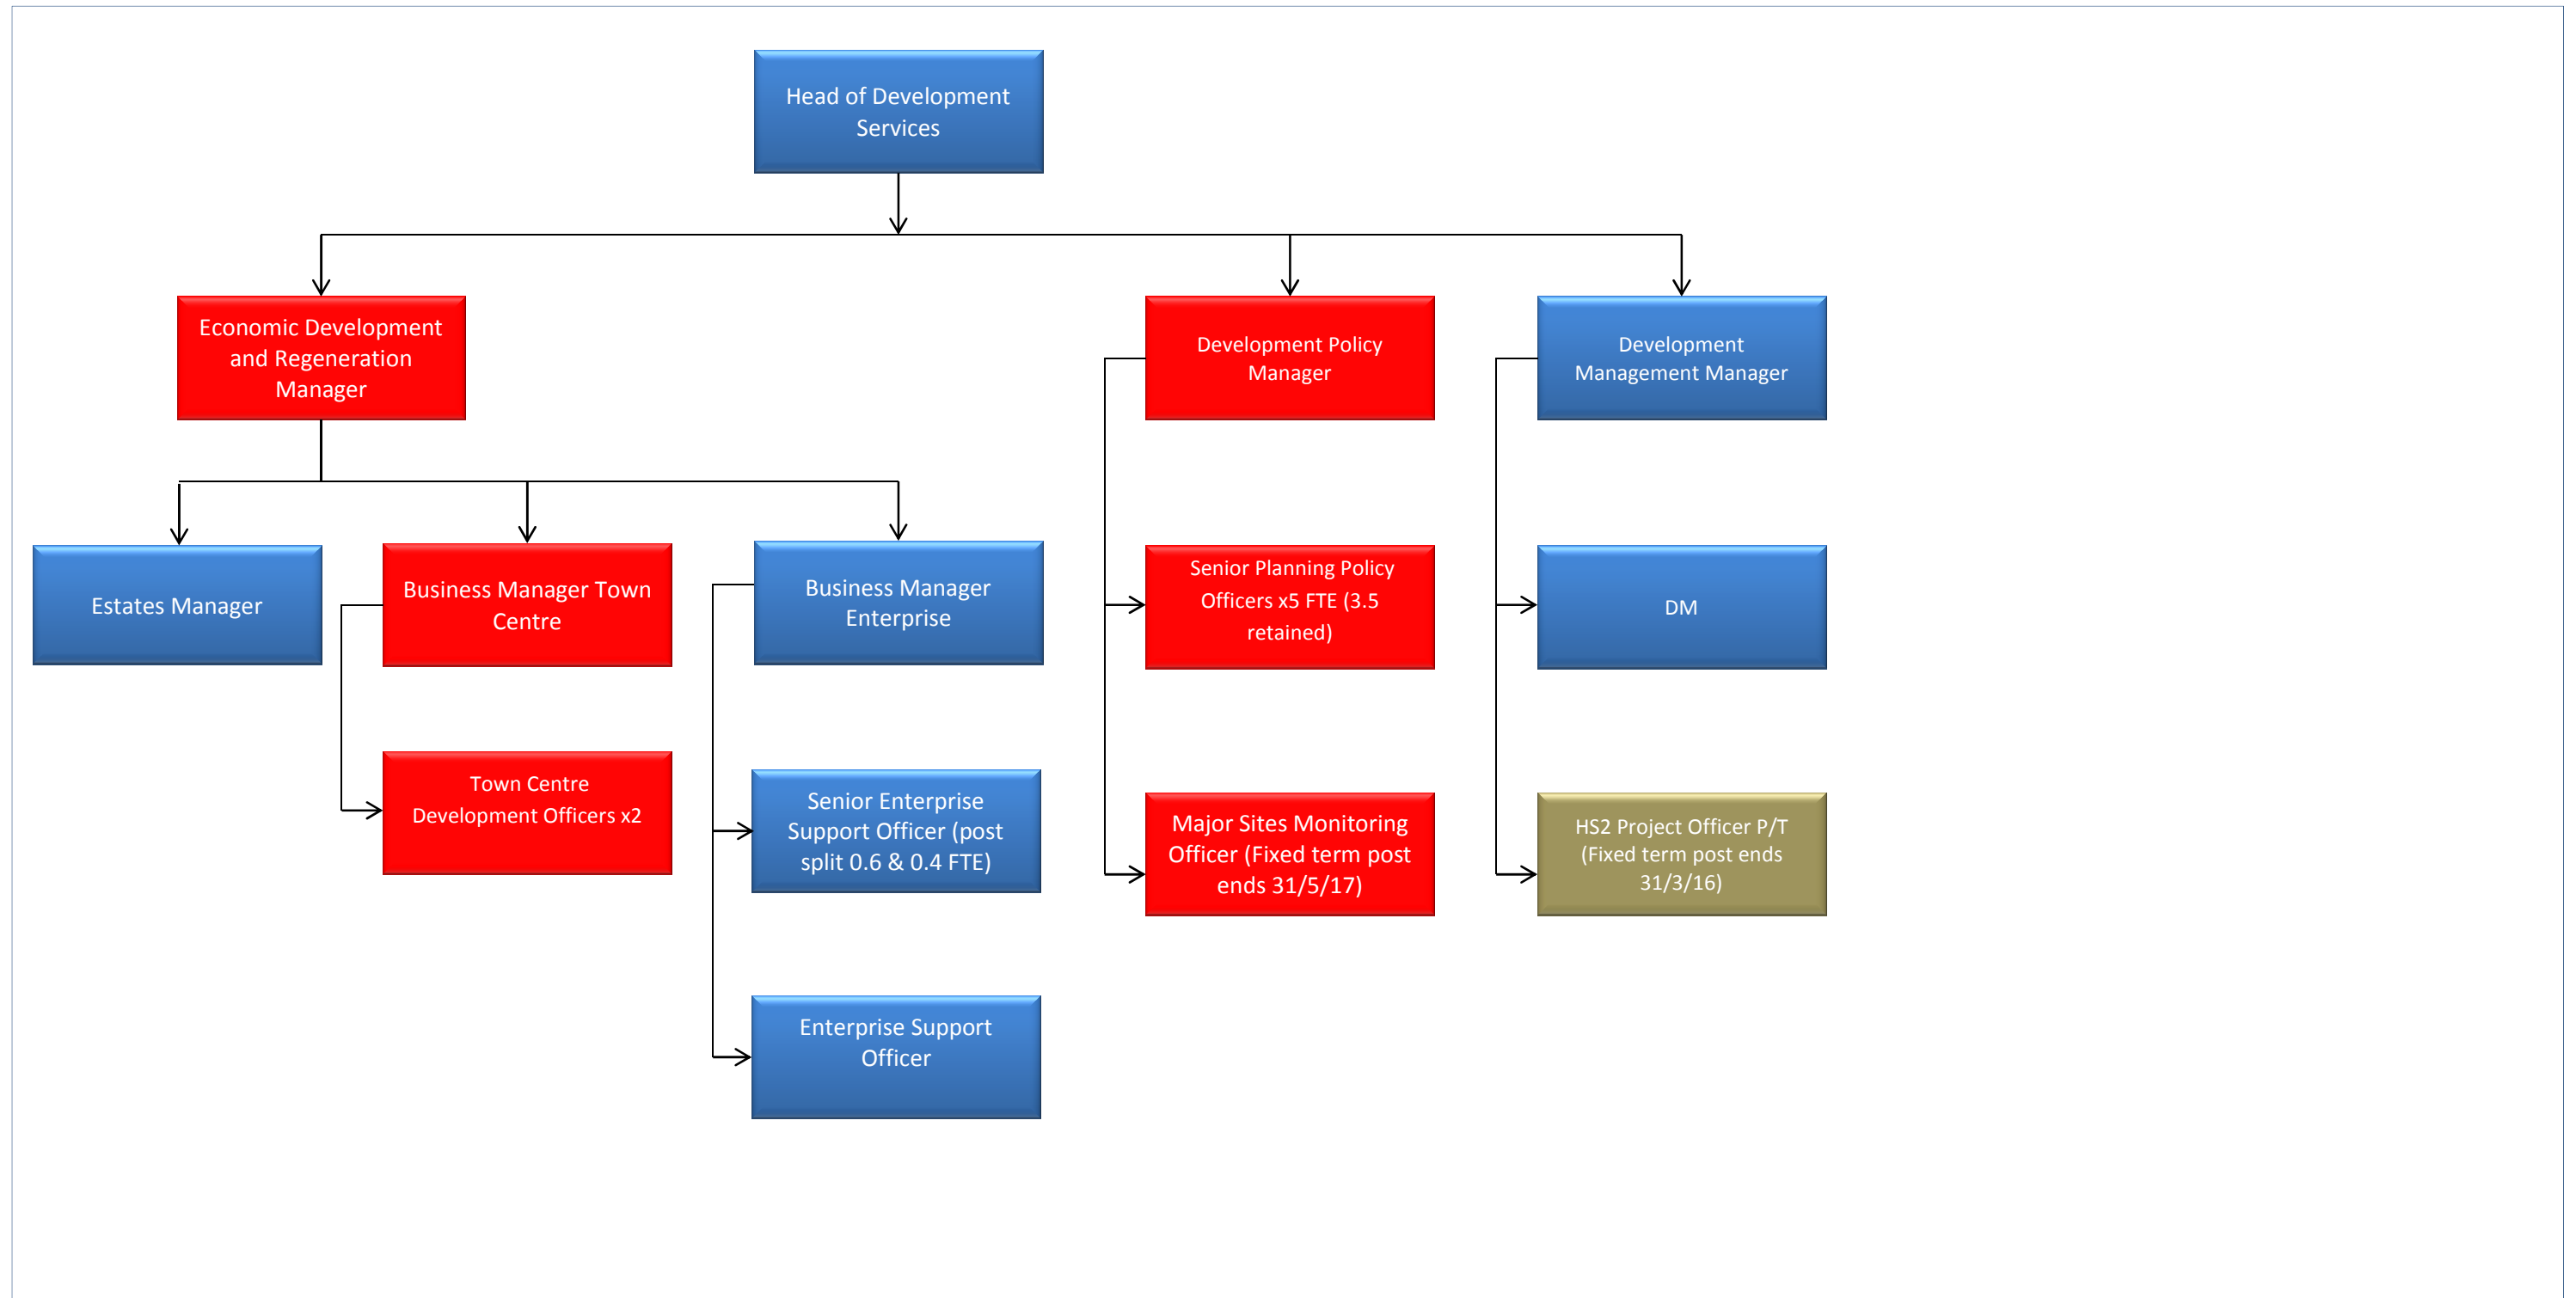 Head of Development
Services
Economic Development
and Regeneration
Manager
Development Policy
Manager
Development
Management Manager
Estates Manager
Business Manager Town
Centre
Business Manager
Enterprise
Senior Planning Policy
Officers x5 FTE (3.5
retained)
DM
Town Centre
Development Officers x2
Senior Enterprise
Support Officer (post
split 0.6 & 0.4 FTE)
Major Sites Monitoring
Officer (Fixed term post
ends 31/5/17)
HS2 Project Officer P/T
(Fixed term post ends
31/3/16)
Enterprise Support
Officer